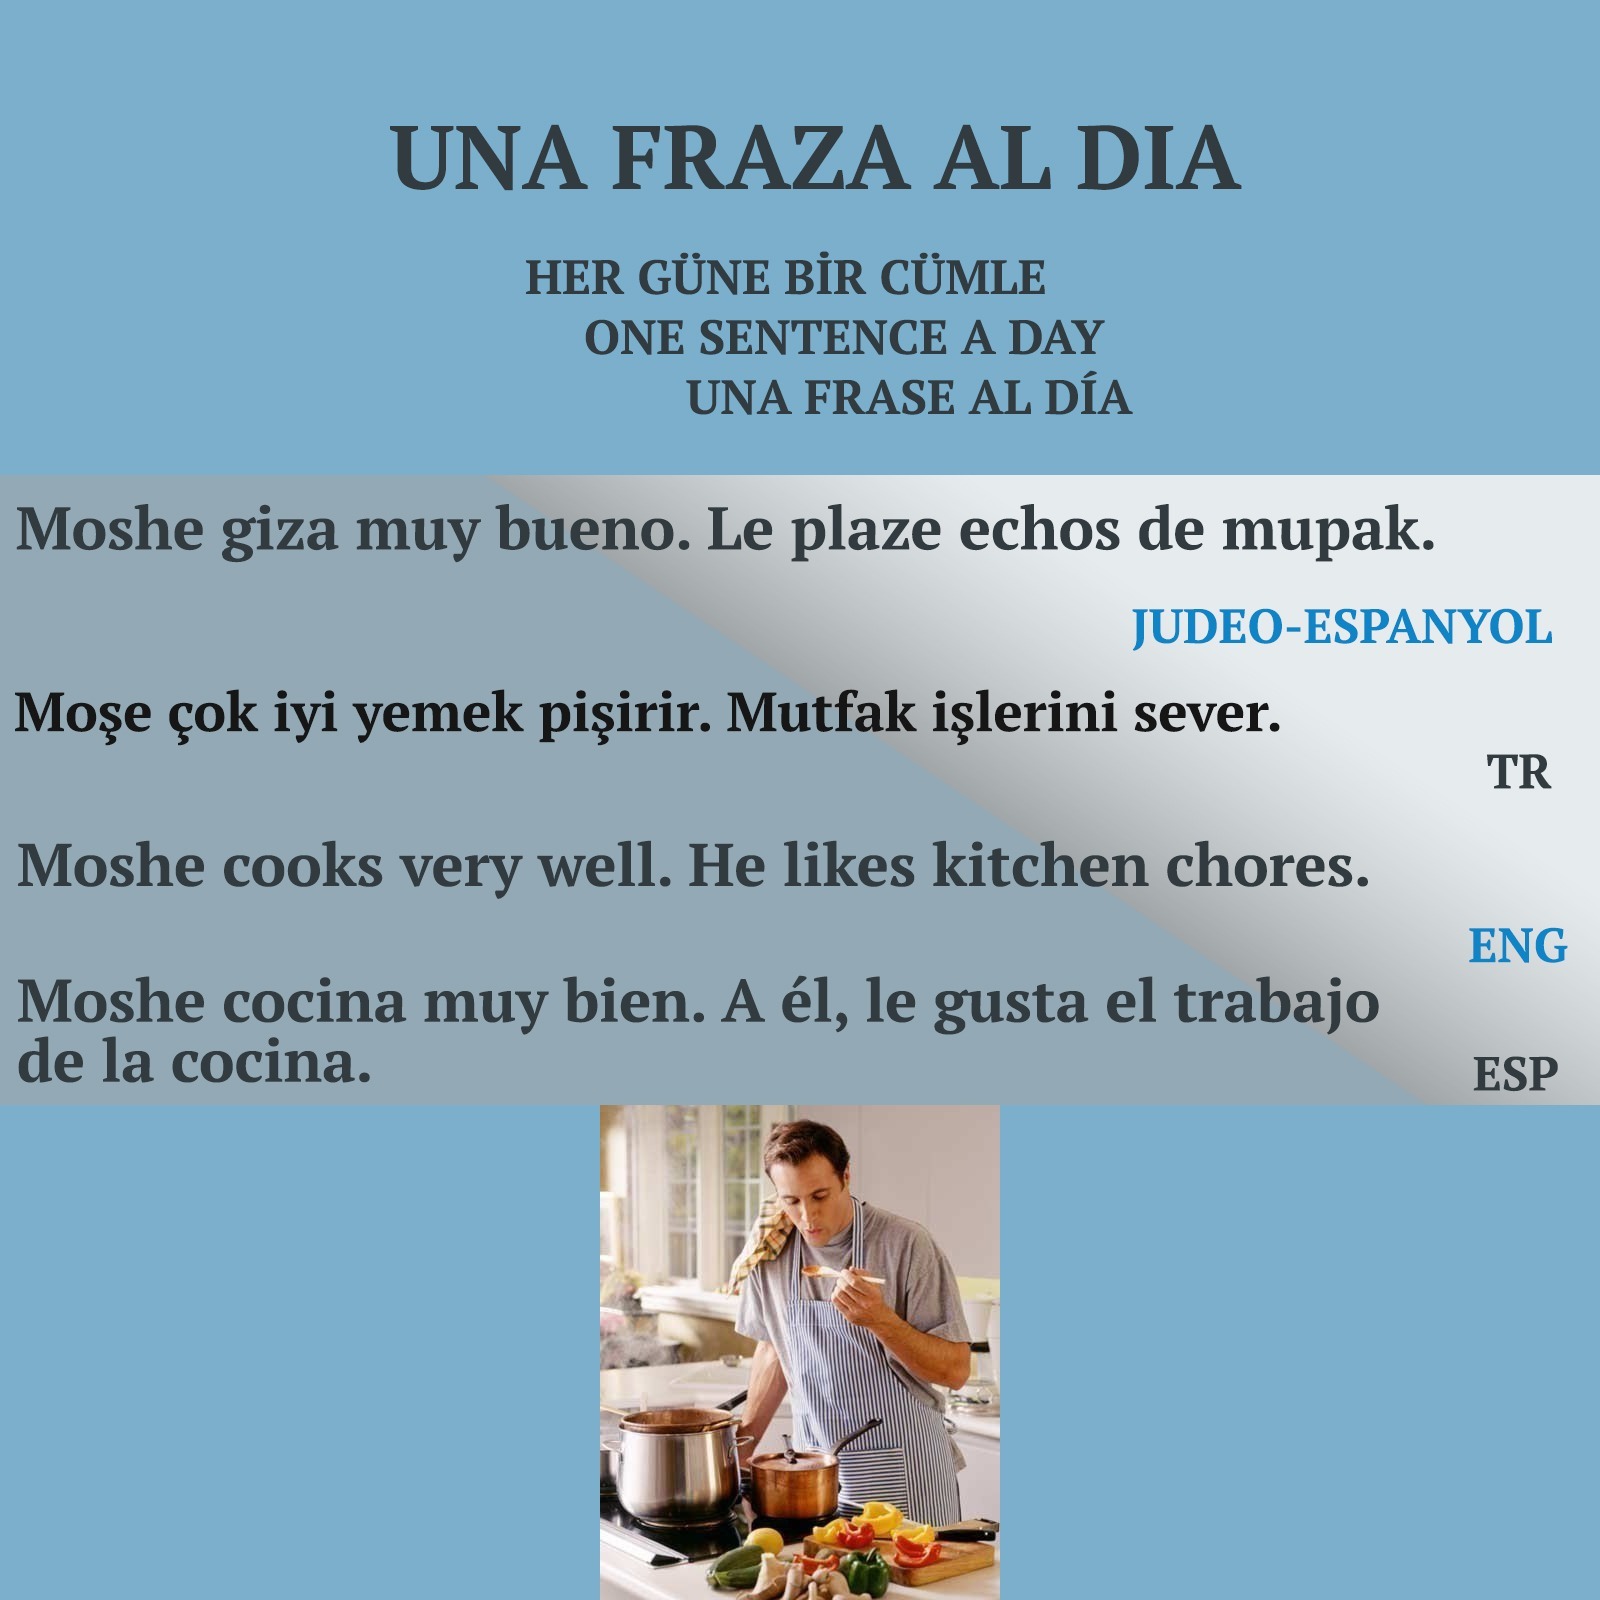 UNA FRAZA AL DIA
HER GÜNE BİR CÜMLE
ONE SENTENCE A DAY
UNA FRASE AL DÍA
Moshe giza muy bueno. Le plaze echos de mupak.
JUDEO-ESPANYOL
Moşe çok iyi yemek pişirir. Mutfak işlerini sever.
TR
Moshe cooks very well. He likes kitchen chores.
ENG
Moshe cocina muy bien. A él, le gusta el trabajo
de la cocina.
ESP